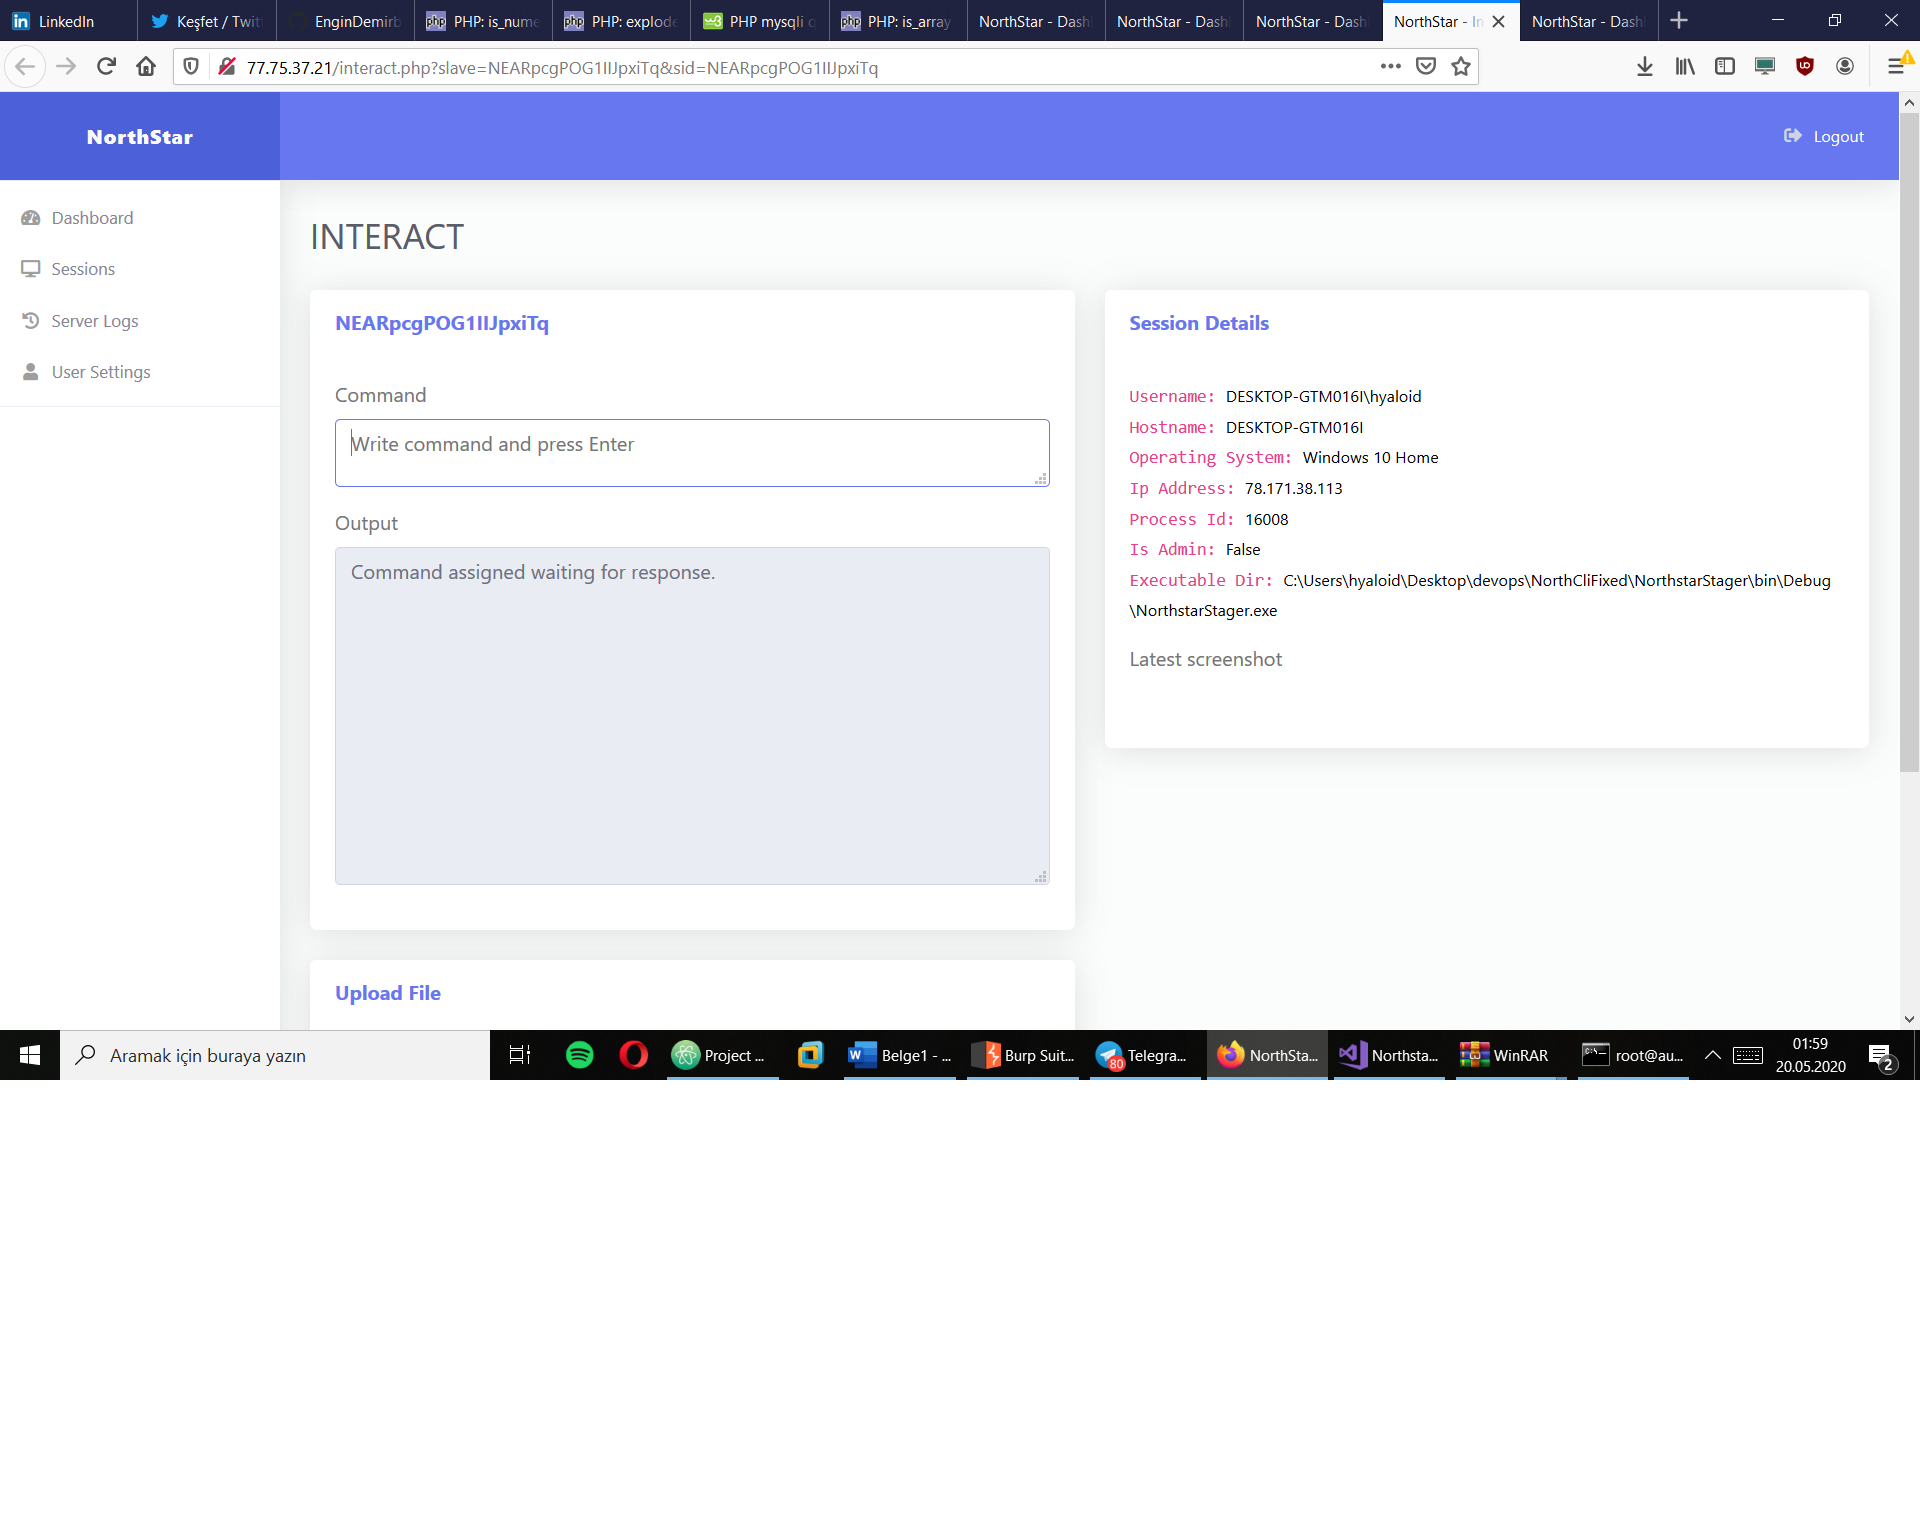 LinkedIn
Keşfet / Twit
EnginDemirb
PHP: is_nume
PHP: explode
PHP mysqli q
PHP: is_array
NorthStar - Dash
NorthStar - Dash
NorthStar - Dash
NorthStar - In
NorthStar - Dash
77.75.37.21/interact.php?slave=NEARpcgPOG1IIJpxiTq&sid=NEARpcgPOG1IIJpxiTq
NorthStar
Logout
Dashboard
Sessions
Server Logs
User Settings
INTERACT
NEARpcgPOG1IIJpxiTq
Command
Write command and press Enter
Output
Command assigned waiting for response.
Upload File
Session Details
Username: DESKTOP-GTM016I\hyaloid
Hostname: DESKTOP-GTM016I
Operating System: Windows 10 Home
Ip Address: 78.171.38.113
Process Id: 16008
Is Admin: False
Executable Dir: C:\Users\hyaloid\Desktop\devops\NorthCliFixed\NorthstarStager\bin\Debug
\NorthstarStager.exe
Latest screenshot
Aramak için buraya yazın
Project ...
Belge1 - ...
Burp Suit...
80
Telegra...
NorthSta...
Northsta...
WinRAR
root@au...
01:59
20.05.2020
2